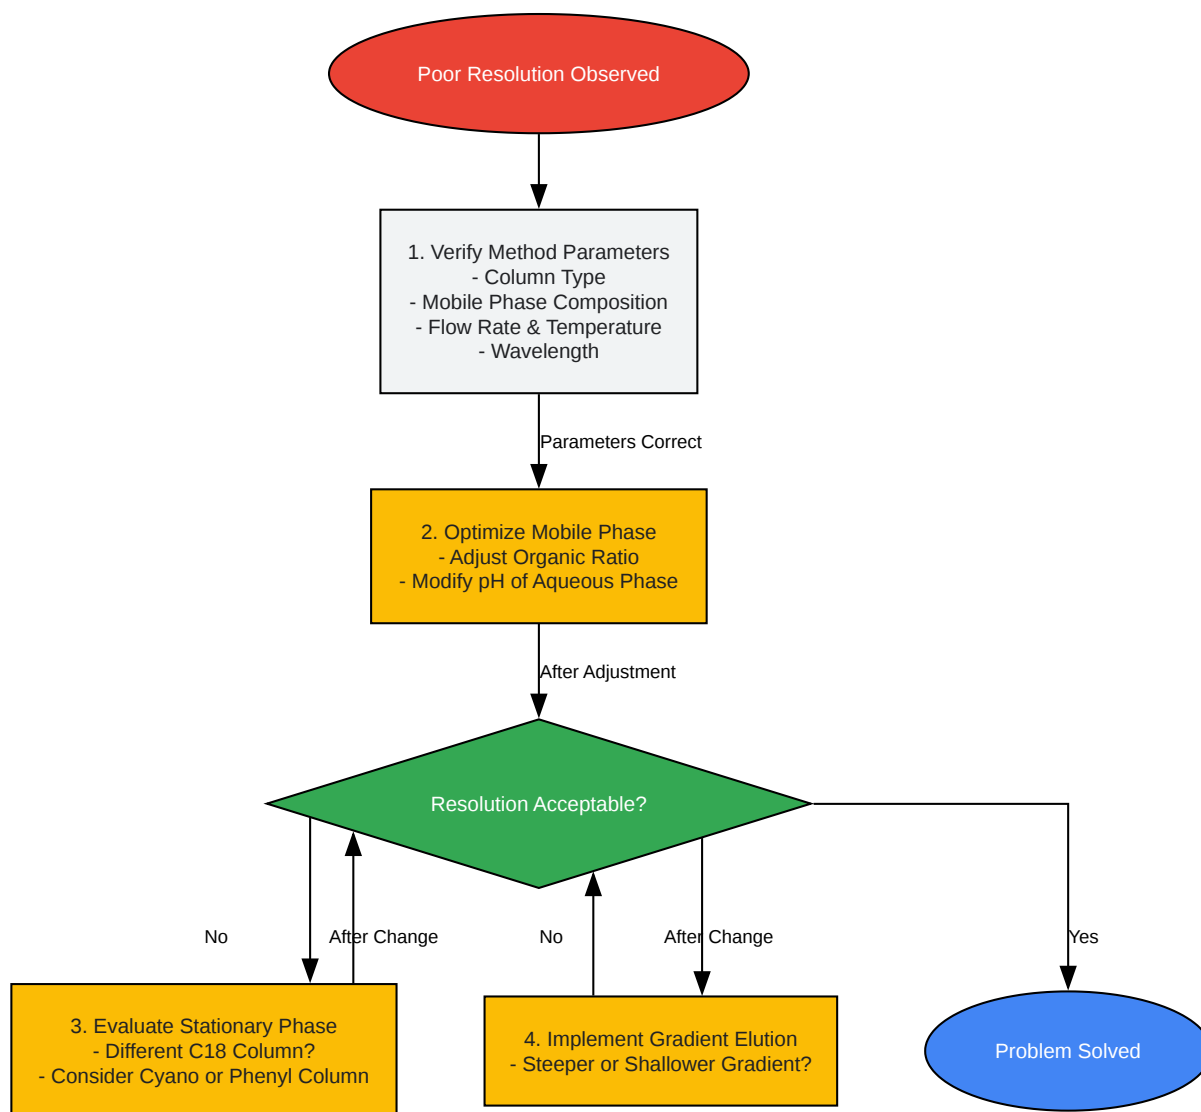 Poor Resolution Observed
1. Verify Method Parameters
- Column Type
- Mobile Phase Composition
- Flow Rate & Temperature
- Wavelength
Parameters Correct
2. Optimize Mobile Phase
- Adjust Organic Ratio
- Modify pH of Aqueous Phase
After Adjustment
Resolution Acceptable?
No
After Change
No
After Change
Yes
3. Evaluate Stationary Phase
- Different C18 Column?
- Consider Cyano or Phenyl Column
4. Implement Gradient Elution
- Steeper or Shallower Gradient?
Problem Solved